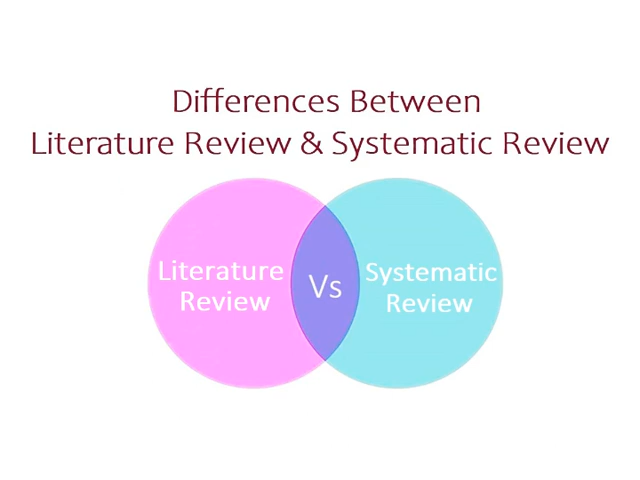 Differences Between
Literature Review & Systematic Review
Literature
Review
Vs
Systematic
Review